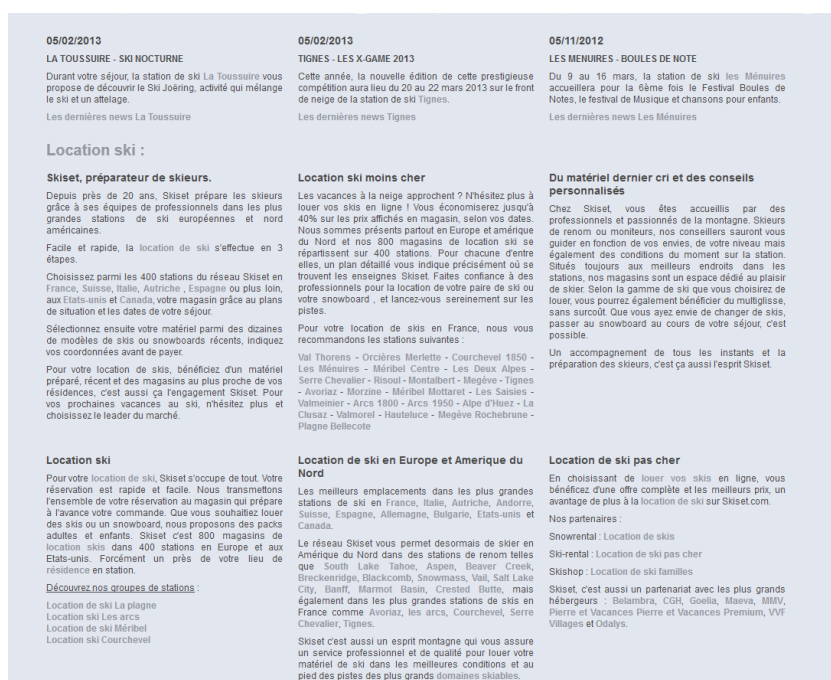 05/02/2013
LA TOUSSUIRE - SKI NOCTURNE
Durant votre séjour, la station de ski La Toussuire vous
propose de découvrir le Ski Joëring, activité qui mélange
le ski et un attelage.
Les dernières news La Toussuire
05/02/2013
TIGNES - LES X-GAME 2013
Cette année, la nouvelle édition de cette prestigieuse
compétition aura lieu du 20 au 22 mars 2013 sur le front
de neige de la station de ski Tignes.
Les dernières news Tignes
05/11/2012
LES MENUIRES - BOULES DE NOTE
Du 9 au 16 mars, la station de ski les Ménuires
accueillera pour la 6ème fois le Festival Boules de
Notes, le festival de Musique et chansons pour enfants.
Les dernières news Les Ménuires
Location ski :
Skiset, préparateur de skieurs.
Depuis près de 20 ans, Skiset prépare les skieurs
grâce à ses équipes de professionnels dans les plus
grandes stations de ski européennes et nord
américaines.
Facile et rapide, la location de ski s'effectue en 3
étapes.
Choisissez parmi les 400 stations du réseau Skiset en
France, Suisse, Italie, Autriche , Espagne ou plus loin,
aux Etats-unis et Canada, votre magasin grâce au plans
de situation et les dates de votre séjour.
Sélectionnez ensuite votre matériel parmi des dizaines
de modèles de skis ou snowboards récents, indiquez
vos coordonnées avant de payer.
Pour votre location de skis, bénéficiez d'un matériel
préparé, récent et des magasins au plus proche de vos
résidences, c'est aussi ça l'engagement Skiset. Pour
vos prochaines vacances au ski, n'hésitez plus et
choisissez le leader du marché.
Location ski moins cher
Les vacances à la neige approchent ? N'hésitez plus à
louer vos skis en ligne ! Vous économiserez jusqu'à
40% sur les prix affichés en magasin, selon vos dates.
Nous sommes présents partout en Europe et amérique
du Nord et nos 800 magasins de location ski se
répartissent sur 400 stations. Pour chacune d'entre
elles, un plan détaillé vous indique précisément où se
trouvent les enseignes Skiset. Faites confiance à des
professionnels pour la location de votre paire de ski ou
votre snowboard , et lancez-vous sereinement sur les
pistes.
Pour votre location de skis en France, nous vous
recommandons les stations suivantes :
Val Thorens - Orcières Merlette - Courchevel 1850 -
Les Ménuires - Méribel Centre - Les Deux Alpes -
Serre Chevalier - Risoul - Montalbert - Megève - Tignes
- Avoriaz - Morzine - Méribel Mottaret - Les Saisies -
Valmeinier - Arcs 1800 - Arcs 1950 - Alpe d'Huez - La
Clusaz - Valmorel - Hauteluce - Megève Rochebrune -
Plagne Bellecote
Du matériel dernier cri et des conseils
personnalisés
Chez Skiset, vous êtes accueillis par des
professionnels et passionnés de la montagne. Skieurs
de renom ou moniteurs, nos conseillers sauront vous
guider en fonction de vos envies, de votre niveau mais
également des conditions du moment sur la station.
Situés toujours aux meilleurs endroits dans les
stations, nos magasins sont un espace dédié au plaisir
de skier. Selon la gamme de ski que vous choisirez de
louer, vous pourrez également bénéficier du multiglisse,
sans surcoût. Que vous ayez envie de changer de skis,
passer au snowboard au cours de votre séjour, c'est
possible.
Un accompagnement de tous les instants et la
préparation des skieurs, c'est ça aussi l'esprit Skiset.
Location ski
Pour votre location de ski, Skiset s'occupe de tout. Votre
réservation est rapide et facile. Nous transmettons
l'ensemble de votre réservation au magasin qui prépare
à l'avance votre commande. Que vous souhaitiez louer
des skis ou un snowboard, nous proposons des packs
adultes et enfants. Skiset c'est 800 magasins de
location skis dans 400 stations en Europe et aux
Etats-unis. Forcément un près de votre lieu de
résidence en station.
Découvrez nos groupes de stations :
Location de ski La plagne
Location ski Les arcs
Location de ski Méribel
Location ski Courchevel
Location de ski en Europe et Amerique du
Nord
Les meilleurs emplacements dans les plus grandes
stations de ski en France, Italie, Autriche, Andorre,
Suisse, Espagne, Allemagne, Bulgarie, Etats-unis et
Canada.
Le réseau Skiset vous permet desormais de skier en
Amérique du Nord dans des stations de renom telles
que South Lake Tahoe, Aspen, Beaver Creek,
Breckenridge, Blackcomb, Snowmass, Vail, Salt Lake
City, Banff, Marmot Basin, Crested Butte, mais
également dans les plus grandes stations de skis en
France comme Avoriaz, les arcs, Courchevel, Serre
Chevalier, Tignes.
Skiset c'est aussi un esprit montagne qui vous assure
un service professionnel et de qualité pour louer votre
matériel de ski dans les meilleures conditions et au
pied des pistes des plus grands domaines skiables.
Location de ski pas cher
En choisissant de louer vos skis en ligne, vous
bénéficez d'une offre complète et les meilleurs prix, un
avantage de plus à la location de ski sur Skiset.com.
Nos partenaires :
Snowrental : Location de skis
Ski-rental : Location de ski pas cher
Skishop : Location de ski familles
Skiset, c'est aussi un partenariat avec les plus grands
hébergeurs : Belambra, CGH, Goelia, Maeva, MMV,
Pierre et Vacances Pierre et Vacances Premium, VVF
Villages et Odalys.